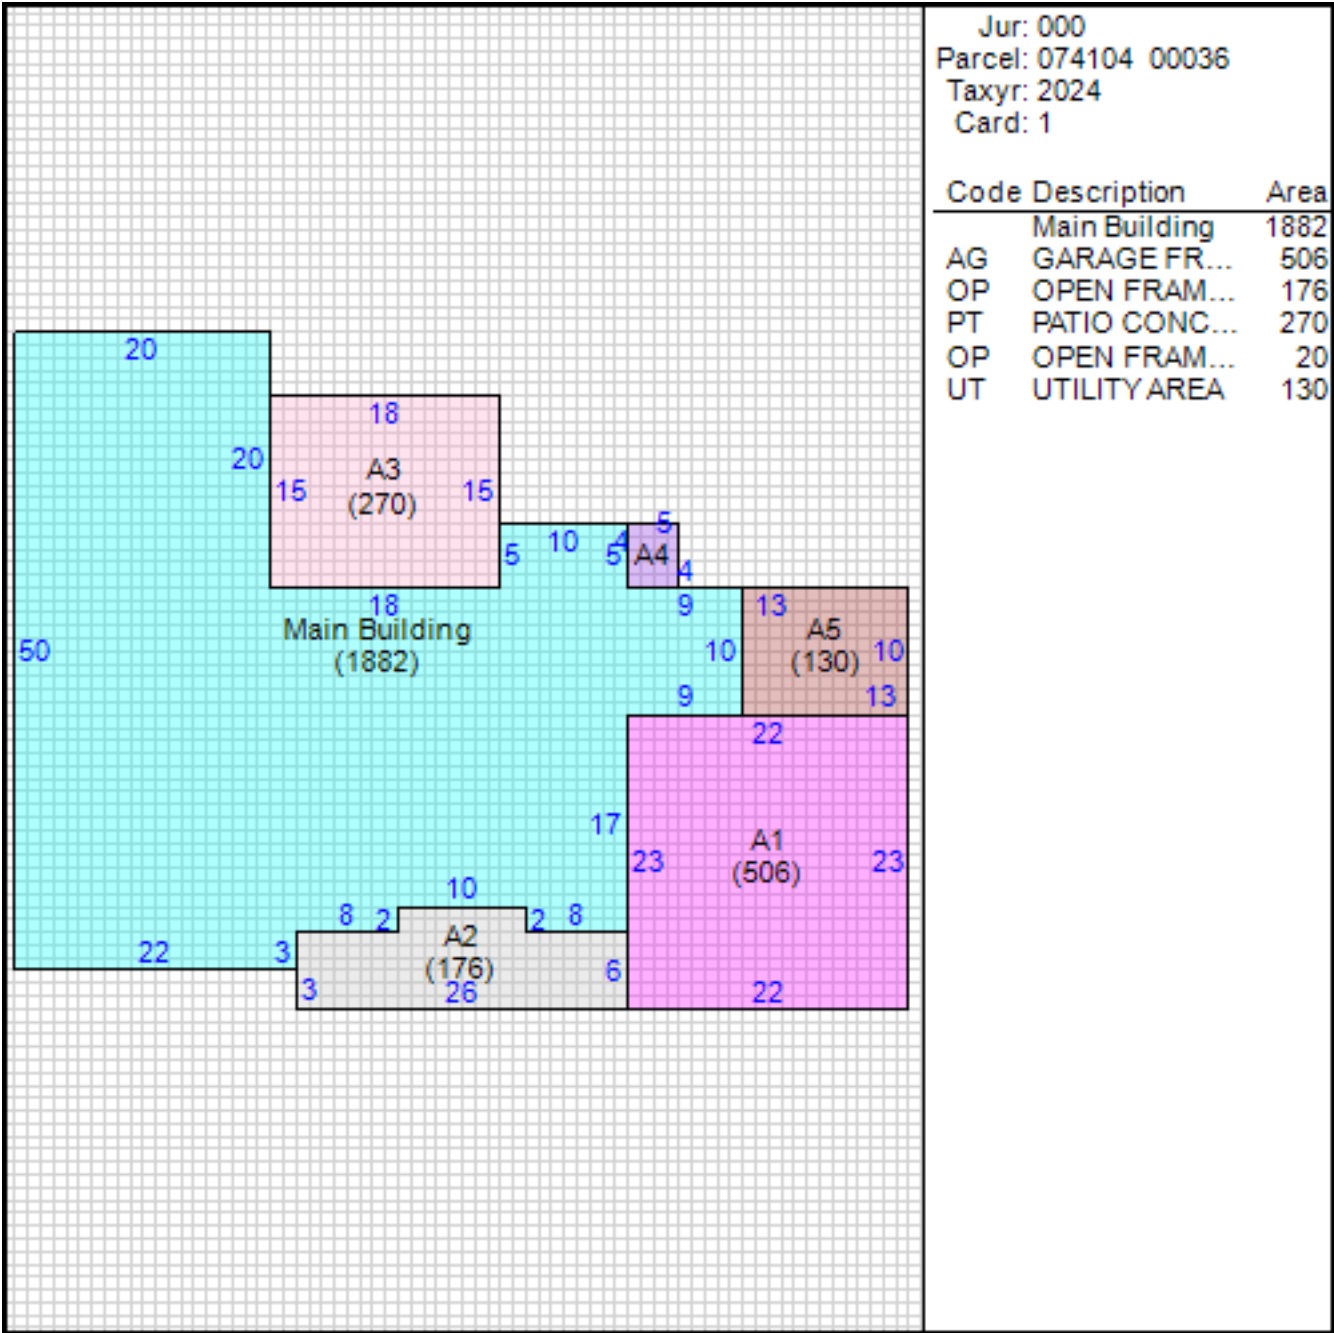 Jur: 000
Parcel: 074104 00036
Taxyr: 2024
Card: 1
Code Description Area
Main Building 1882
AG GARAGE FR... 506
OP OPEN FRAM... 176
PT PATIO CONC... 270
OP OPEN FRAM... 20
UT UTILITY AREA 130
20
18
20
A3
15
15
(270)
5
10
4
5
5
A4
4
18
9
13
Main Building
(1882)
A5
(130)
50
10
10
9
13
22
17
A1
(506)
23
23
10
8
2
2
8
A2
(176)
22
3
6
3
26
22